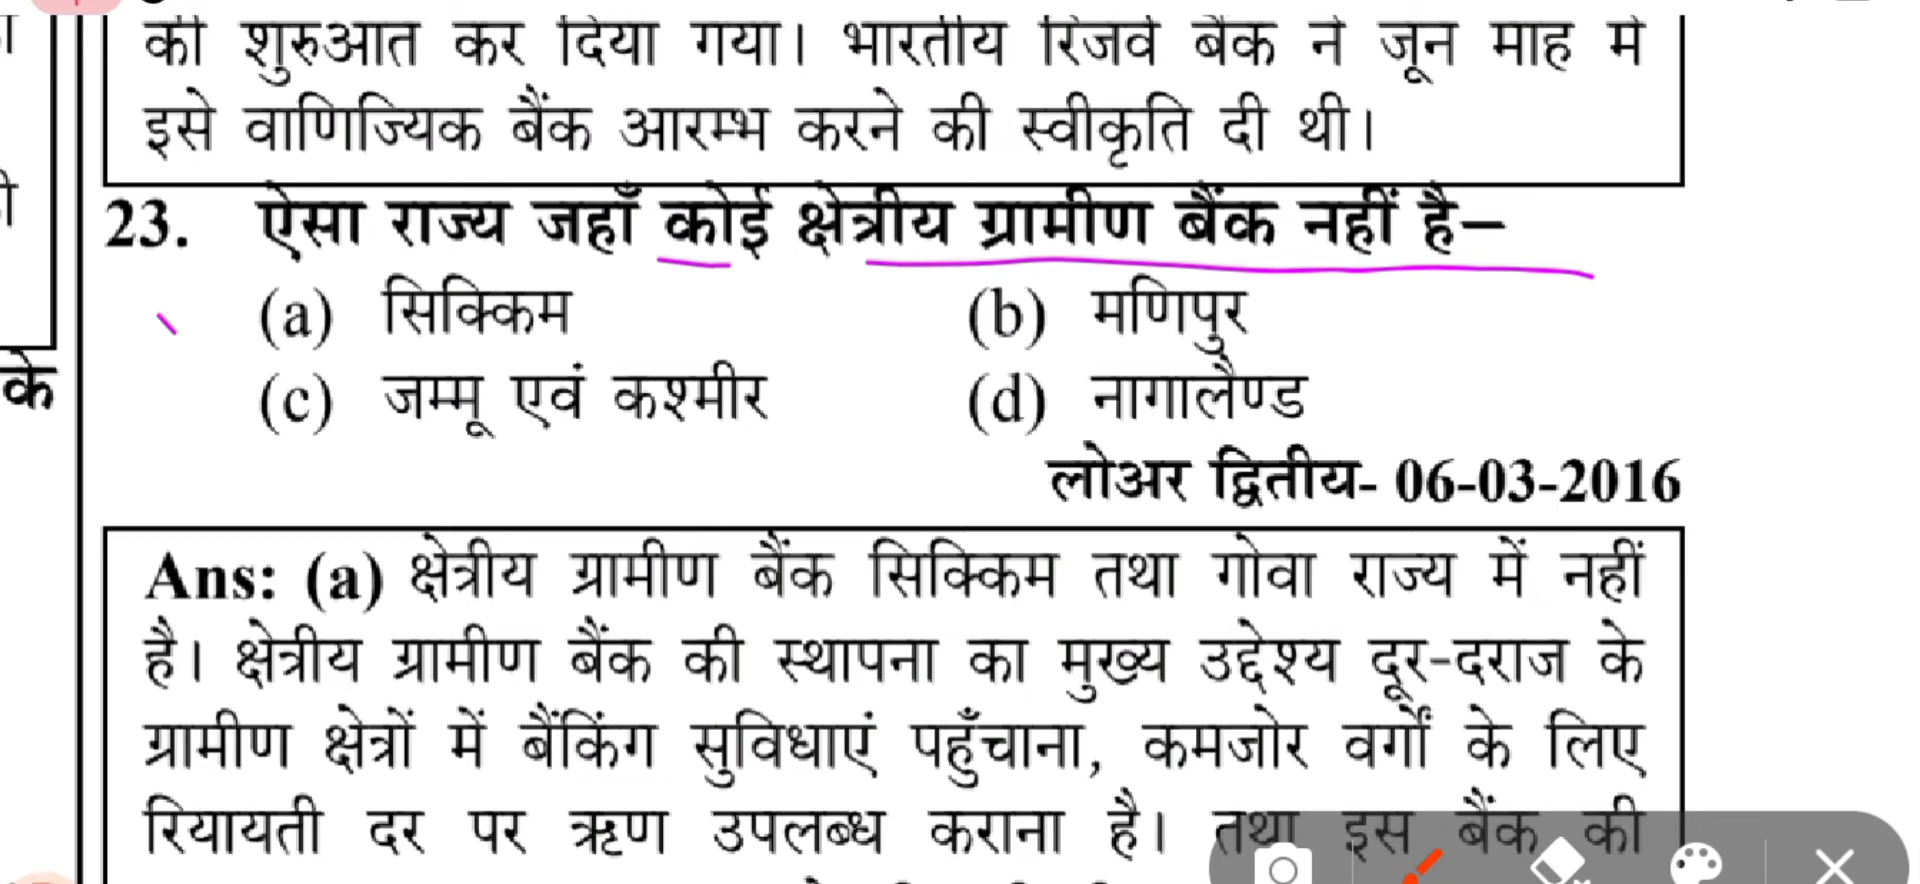 की शुरुआत कर दिया गया। भारतीय रिजर्व बैंक ने जून माह में
इसे वाणिज्यिक बैंक आरम्भ करने की स्वीकृति दी थी।
के
23. ऐसा राज्य जहाँ कोई क्षेत्रीय ग्रामीण बैंक नहीं है–
(a) सिक्किम (b) मणिपुर
(c) जम्मू एवं कश्मीर (d) नागालैण्ड
लोअर द्वितीय- 06-03-2016
Ans: (a) क्षेत्रीय ग्रामीण बैंक सिक्किम तथा गोवा राज्य में नहीं
है। क्षेत्रीय ग्रामीण बैंक की स्थापना का मुख्य उद्देश्य दूर-दराज के
ग्रामीण क्षेत्रों में बैंकिंग सुविधाएं पहुँचाना, कमजोर वर्गों के लिए
रियायती दर पर ऋण उपलब्ध कराना है। तथा इस बैंक की